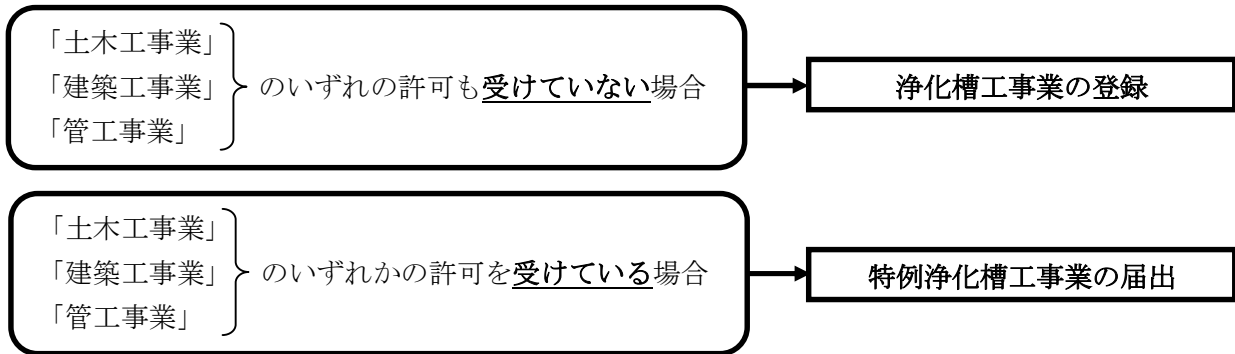 「土木工事業」
「建築工事業」 のいずれの許可も受けていない場合
「管工事業」
浄化槽工事業の登録
「土木工事業」
「建築工事業」 のいずれかの許可を受けている場合
「管工事業」
特例浄化槽工事業の届出